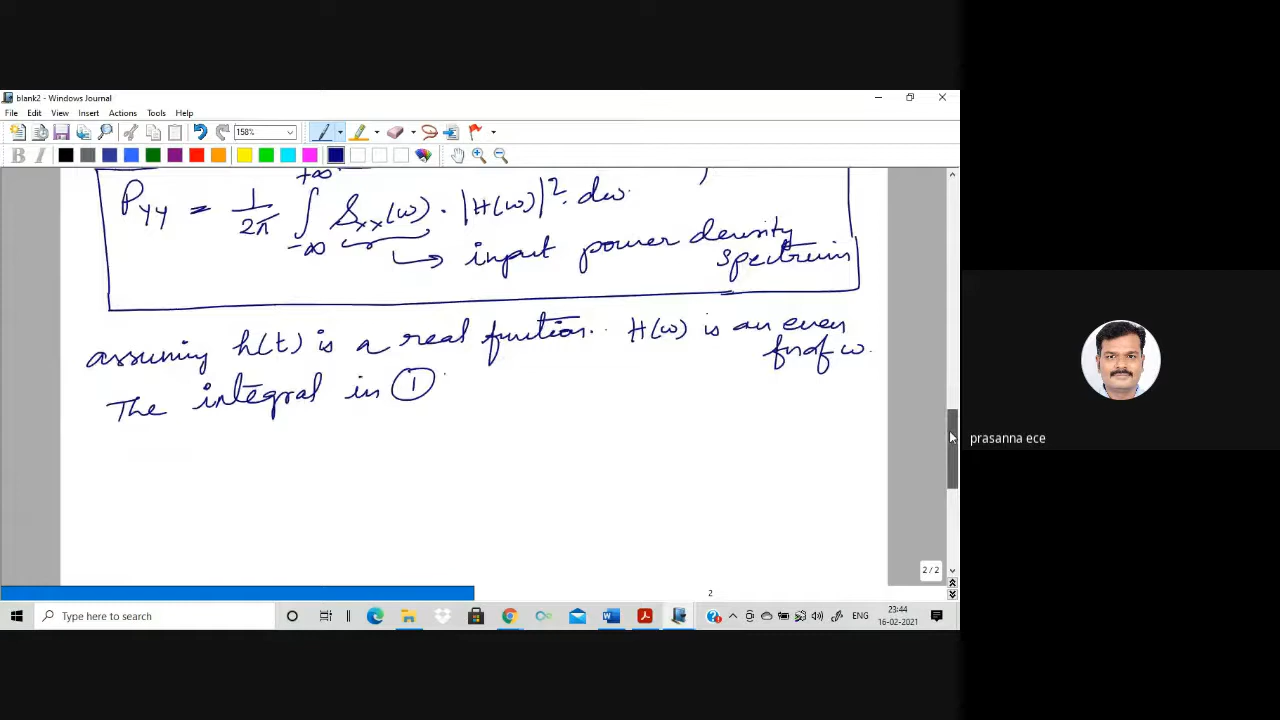 blank2 - Windows Journal
File Edit View Insert Actions Tools Help
158%
B I
+∞
P_YY = 1/2π ∫ S_XX(ω) · |H(ω)|². dω
-∞
input power density
spectrum
assuming h(t) is a real function. H(ω) is an even
fn of ω.
The integral in ①
prasanna ece
2 / 2
2
Type here to search
ENG
23:44
16-02-2021